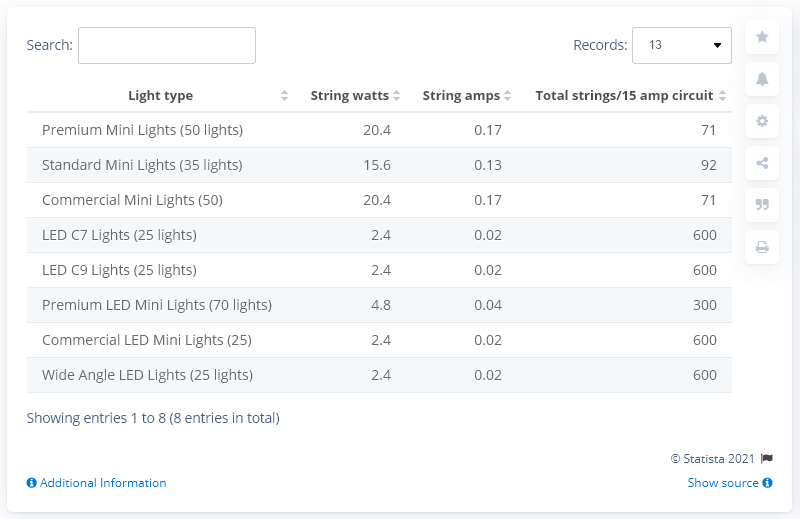 Search:
Records: 13
Light type String watts String amps Total strings/15 amp circuit
Premium Mini Lights (50 lights) 20.4 0.17 71
Standard Mini Lights (35 lights) 15.6 0.13 92
Commercial Mini Lights (50) 20.4 0.17 71
LED C7 Lights (25 lights) 2.4 0.02 600
LED C9 Lights (25 lights) 2.4 0.02 600
Premium LED Mini Lights (70 lights) 4.8 0.04 300
Commercial LED Mini Lights (25) 2.4 0.02 600
Wide Angle LED Lights (25 lights) 2.4 0.02 600
Showing entries 1 to 8 (8 entries in total)
© Statista 2021
Additional Information
Show source